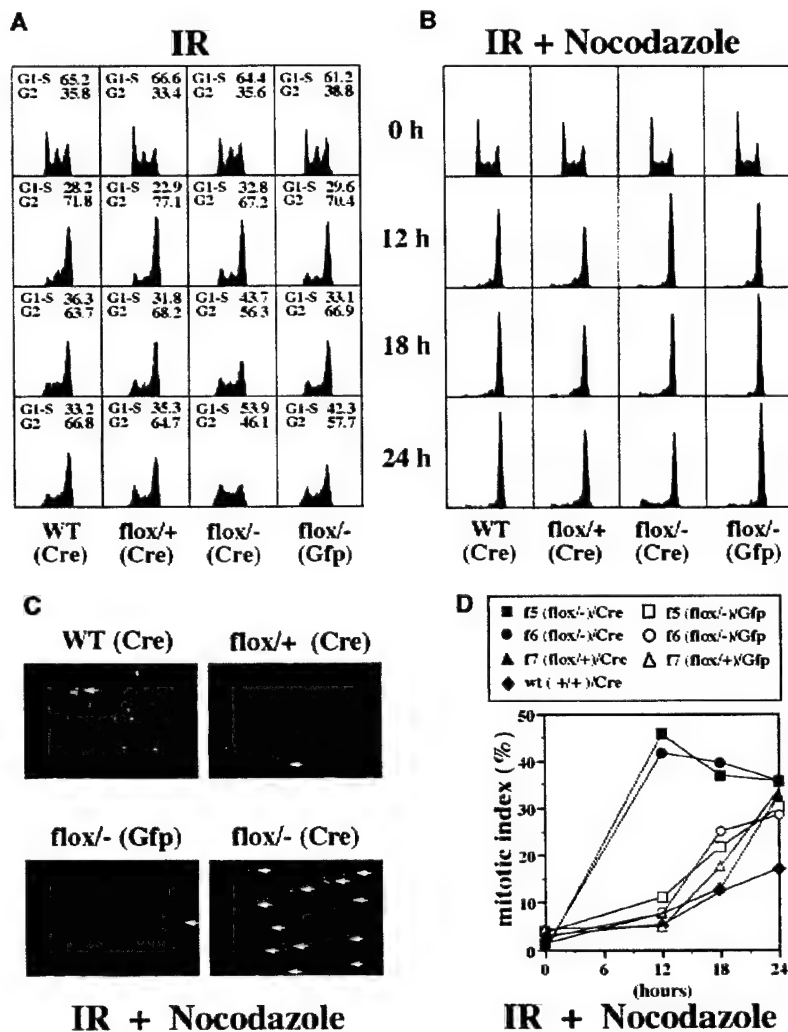 A
IR
G1-S 65.2
G2 35.8
G1-S 66.6
G2 33.4
G1-S 64.4
G2 35.6
G1-S 61.2
G2 38.8
G1-S 28.2
G2 71.8
G1-S 22.9
G2 77.1
G1-S 32.8
G2 67.2
G1-S 29.6
G2 70.4
G1-S 36.3
G2 63.7
G1-S 31.8
G2 68.2
G1-S 43.7
G2 56.3
G1-S 33.1
G2 66.9
G1-S 33.2
G2 66.8
G1-S 35.3
G2 64.7
G1-S 53.9
G2 46.1
G1-S 42.3
G2 57.7
WT
(Cre)
flox/+
(Cre)
flox/-
(Cre)
flox/-
(Gfp)
B
IR + Nocodazole
0 h
12 h
18 h
24 h
WT
(Cre)
flox/+
(Cre)
flox/-
(Cre)
flox/-
(Gfp)
C
WT (Cre)
flox/+ (Cre)
flox/- (Gfp)
flox/- (Cre)
IR + Nocodazole
D
f5 (flox/-)/Cre
f5 (flox/-)/Gfp
f6 (flox/-)/Cre
f6 (flox/-)/Gfp
f7 (flox/+)/Cre
f7 (flox/+)/Gfp
wt (+/+)/Cre
mitotic index (%)
50
40
30
20
10
0
0 6 12 18 24
(hours)
IR + Nocodazole